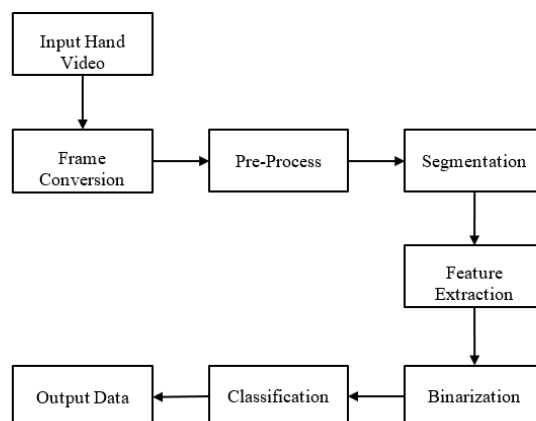 Input Hand
Video
Frame
Conversion
Pre-Process
Segmentation
Feature
Extraction
Binarization
Classification
Output Data